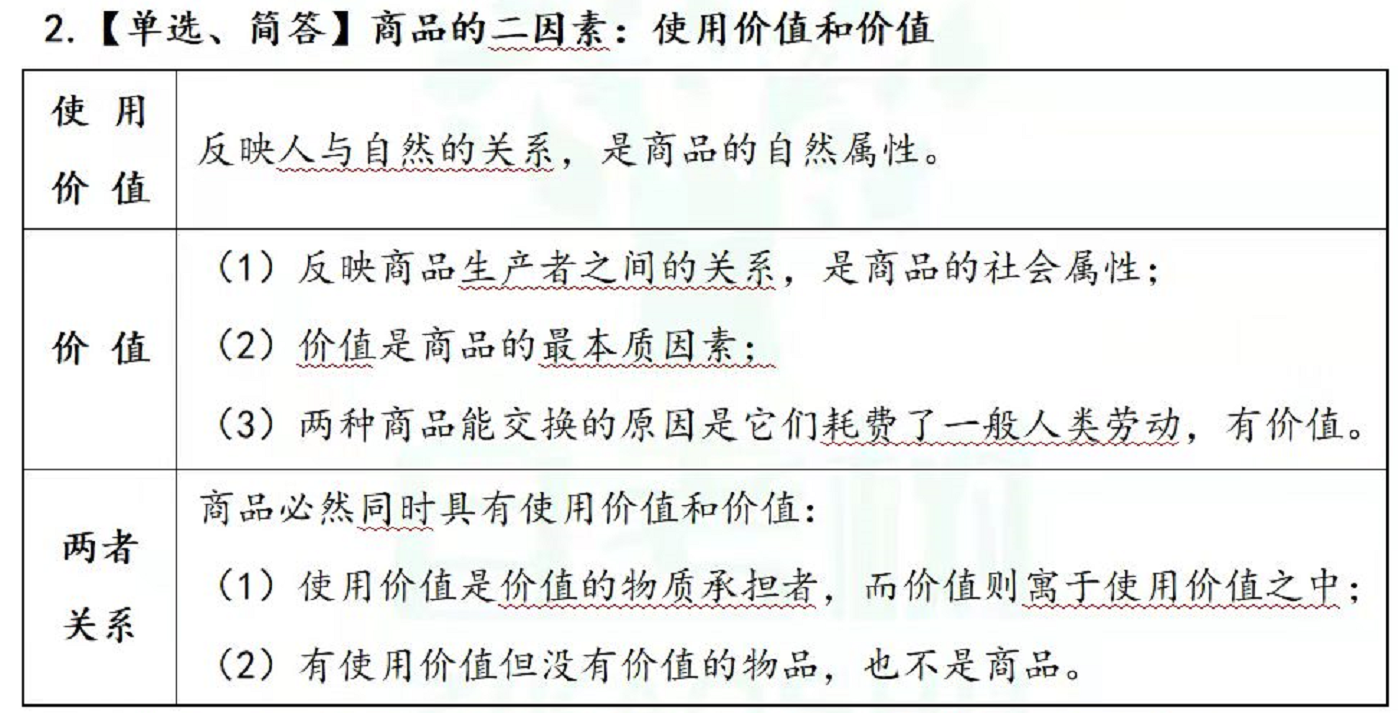 2.【单选、简答】商品的二因素：使用价值和价值
使 用
价 值
反映人与自然的关系，是商品的自然属性。
价 值
（1）反映商品生产者之间的关系，是商品的社会属性；
（2）价值是商品的最本质因素；
（3）两种商品能交换的原因是它们耗费了一般人类劳动，有价值。
两者
关系
商品必然同时具有使用价值和价值：
（1）使用价值是价值的物质承担者，而价值则寓于使用价值之中；
（2）有使用价值但没有价值的物品，也不是商品。